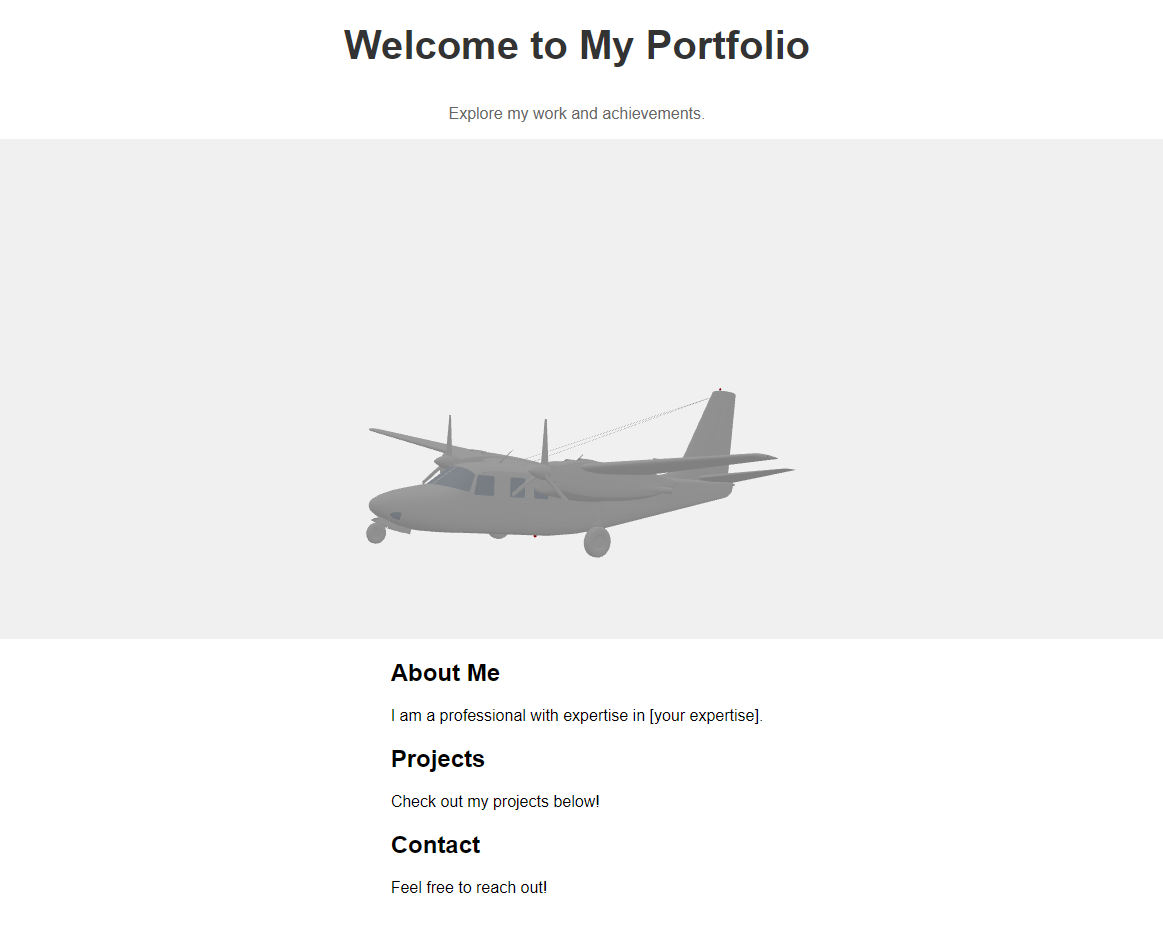 Welcome to My Portfolio
Explore my work and achievements.
About Me
I am a professional with expertise in [your expertise].
Projects
Check out my projects below!
Contact
Feel free to reach out!